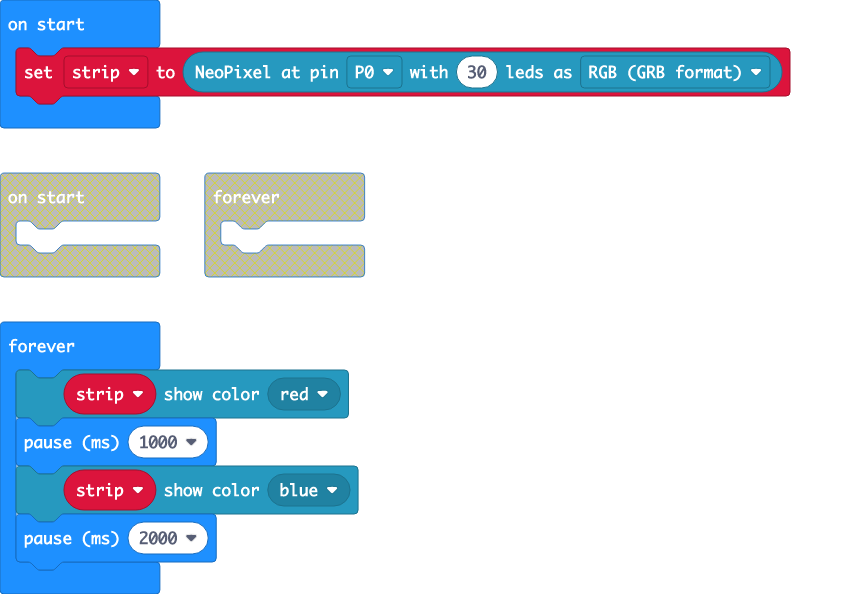 on start
set strip to NeoPixel at pin P0 with 30 leds as RGB (GRB format)
on start
forever
forever
strip show color red
pause (ms) 1000
strip show color blue
pause (ms) 2000